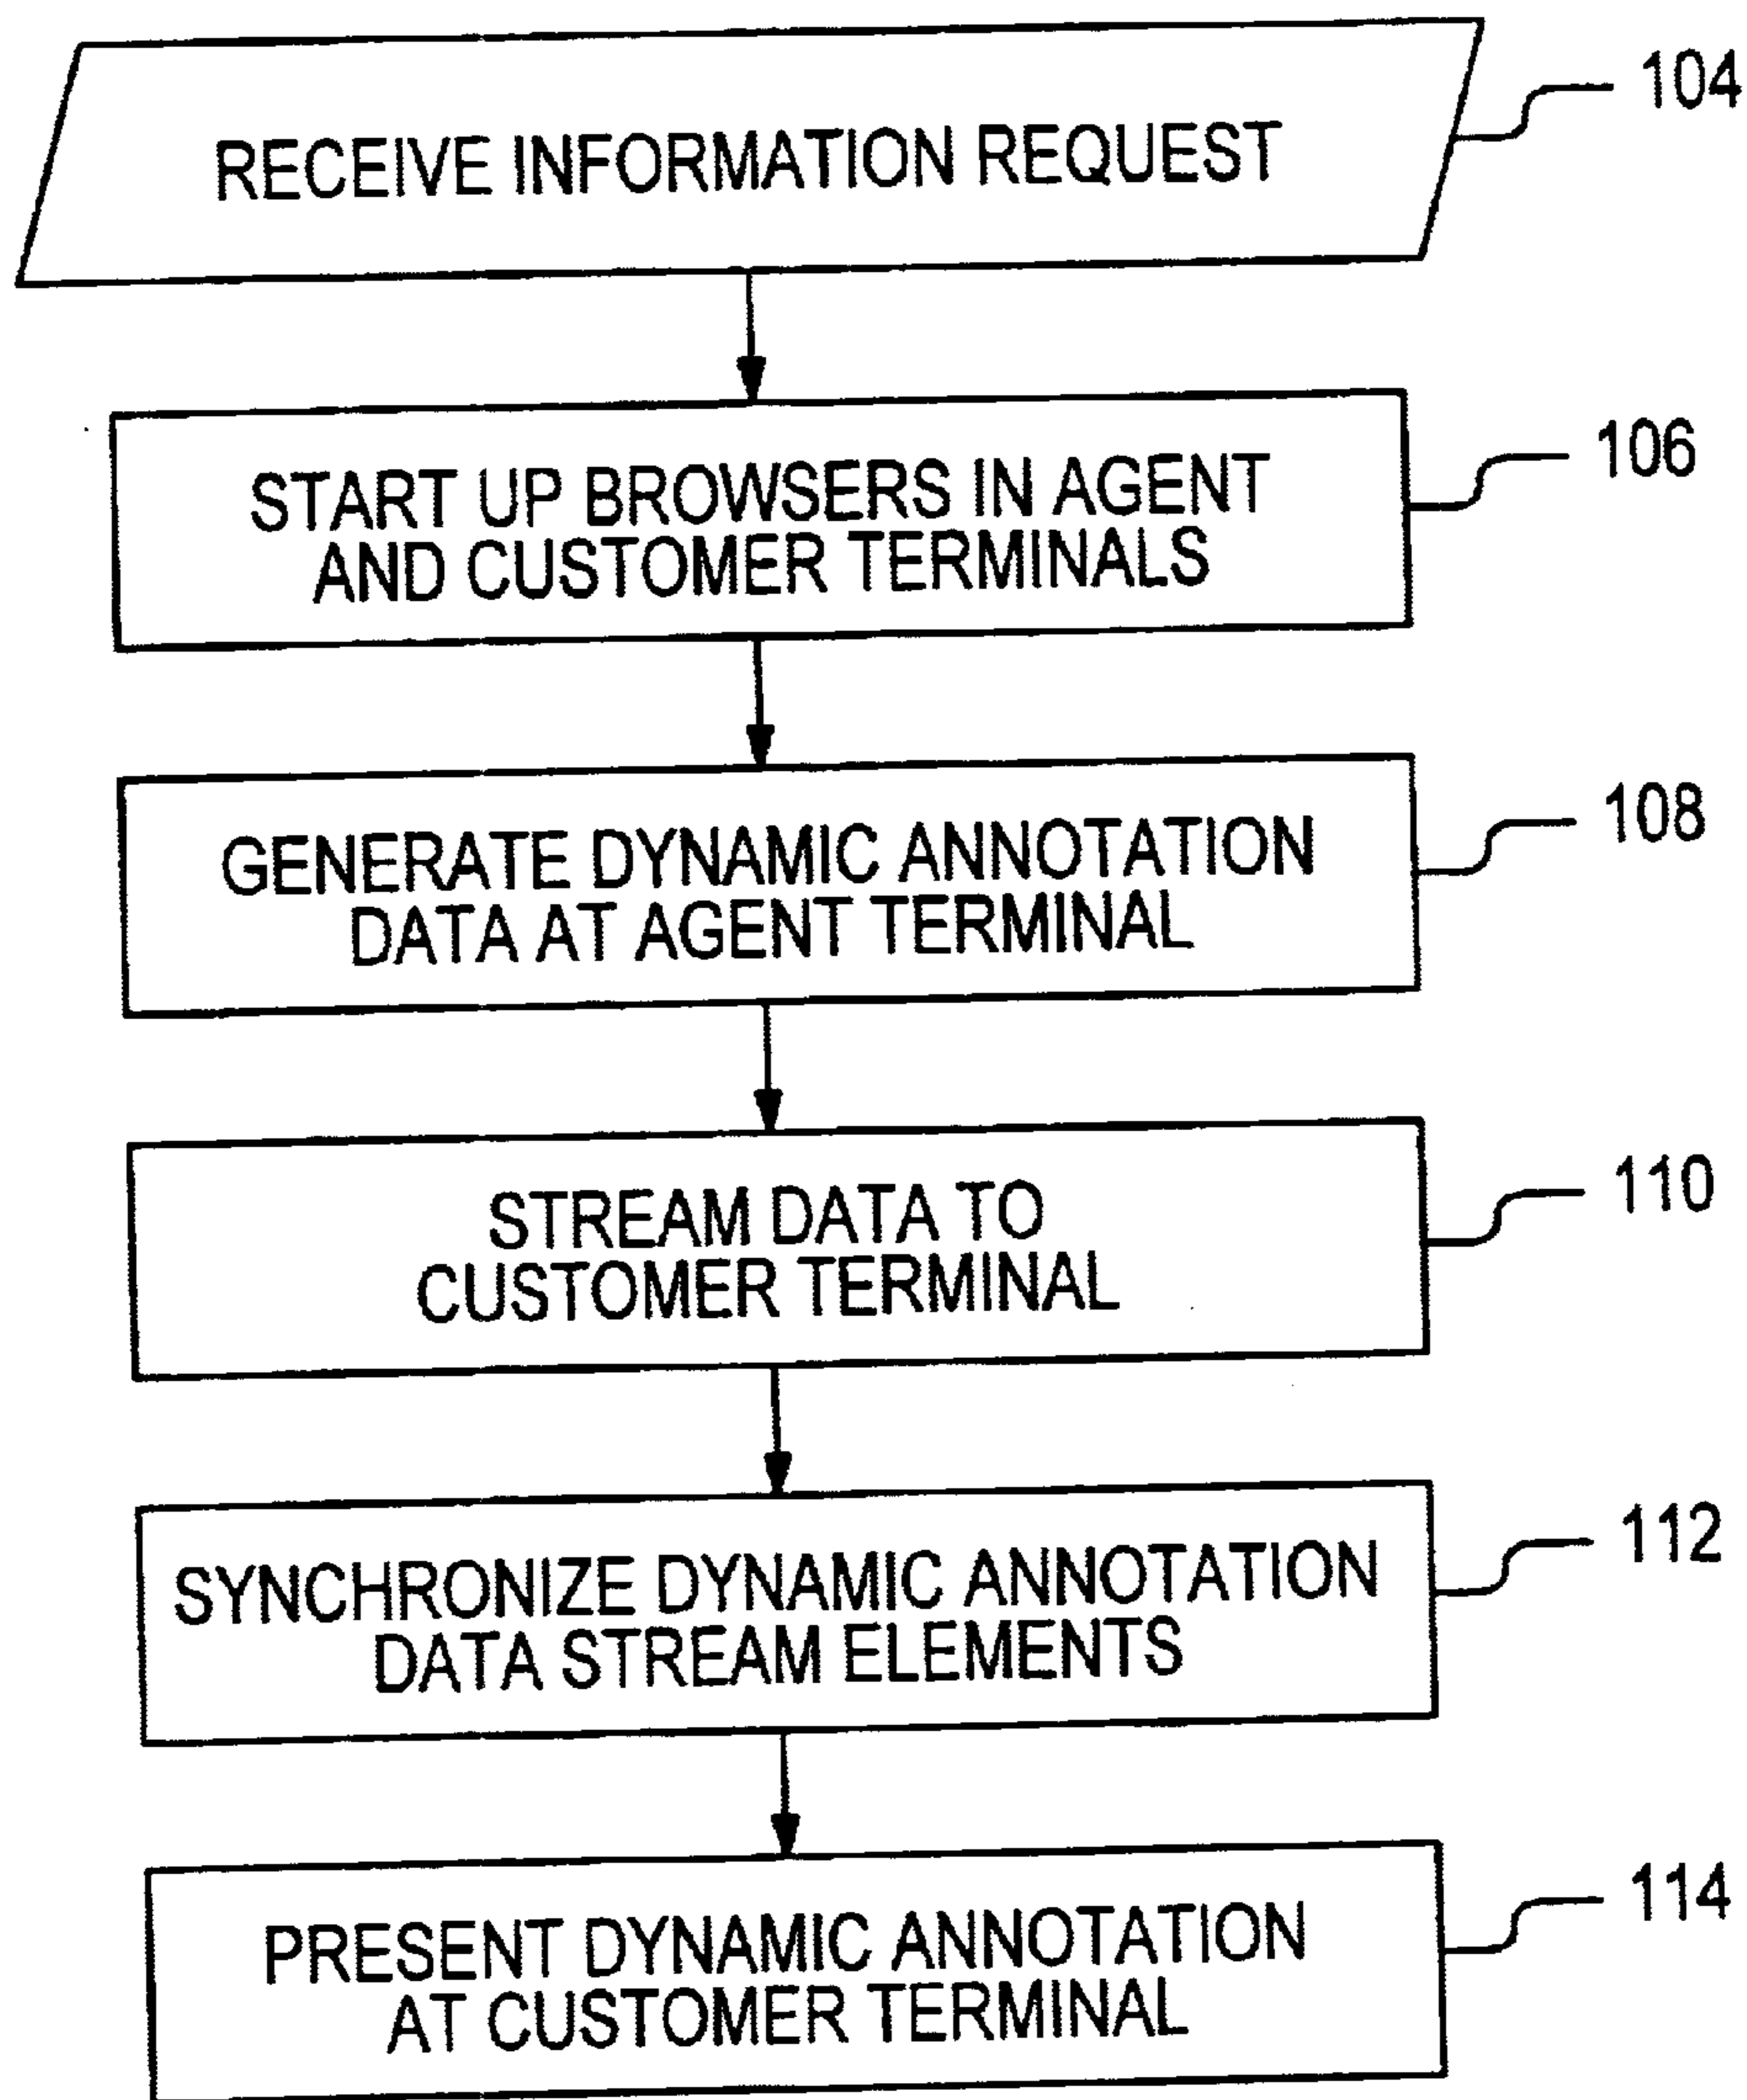 RECEIVE INFORMATION REQUEST
104
START UP BROWSERS IN AGENT
AND CUSTOMER TERMINALS
106
GENERATE DYNAMIC ANNOTATION
DATA AT AGENT TERMINAL
108
STREAM DATA TO
CUSTOMER TERMINAL
110
SYNCHRONIZE DYNAMIC ANNOTATION
DATA STREAM ELEMENTS
112
PRESENT DYNAMIC ANNOTATION
AT CUSTOMER TERMINAL
114